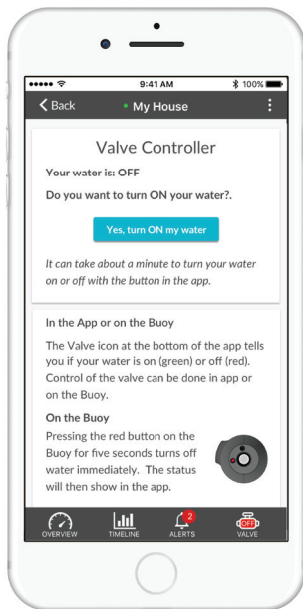 9:41 AM
100%
Back
My House
Valve Controller
Your water is: OFF
Do you want to turn ON your water?.
Yes, turn ON my water
It can take about a minute to turn your water
on or off with the button in the app.
In the App or on the Buoy
The Valve icon at the bottom of the app tells
you if your water is on (green) or off (red).
Control of the valve can be done in app or
on the Buoy.
On the Buoy
Pressing the red button on the
Buoy for five seconds turns off
water immediately. The status
will then show in the app.
2
OFF
OVERVIEW
TIMELINE
ALERTS
VALVE